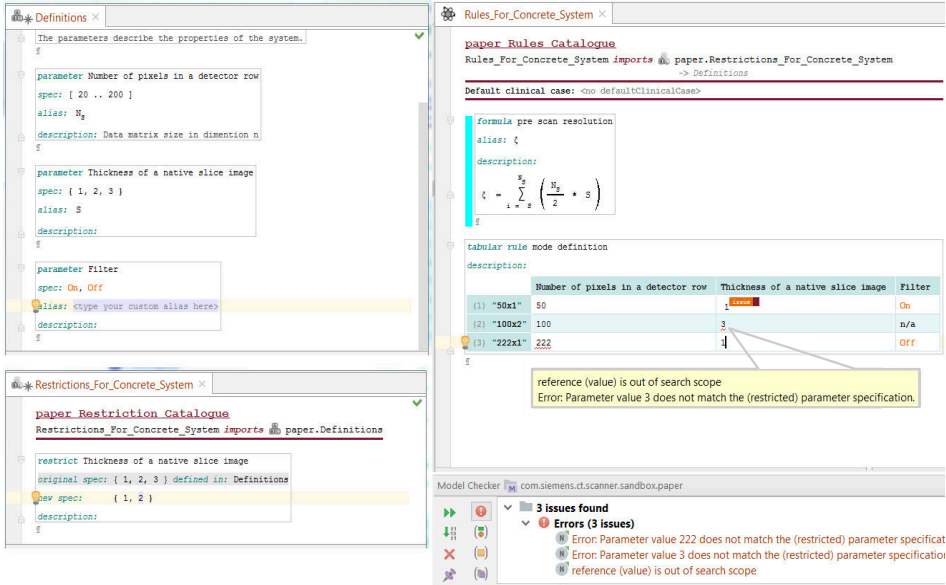 Definitions
The parameters describe the properties of the system.
parameter Number of pixels in a detector row
spec: [ 20 .. 200 ]
alias: Ns
description: Data matrix size in dimention n
parameter Thickness of a native slice image
spec: { 1, 2, 3 }
alias: S
description:
parameter Filter
spec: On, Off
alias: <type your custom alias here>
description:
Restrictions_For_Concrete_System
paper Restriction Catalogue
Restrictions_For_Concrete_System imports paper.Definitions
restrict Thickness of a native slice image
original spec: { 1, 2, 3 } defined in: Definitions
new spec: { 1, 2 }
description:
Rules_For_Concrete_System
paper Rules Catalogue
Rules_For_Concrete_System imports paper.Restrictions_For_Concrete_System
-> Definitions
Default clinical case: <no defaultClinicalCase>
formula pre scan resolution
alias: ζ
description:
ζ = Σ i = S Ns ( Ns / 2 * S )
tabular rule mode definition
description:
Number of pixels in a detector row Thickness of a native slice image Filter
(1) "50x1" 50 1 issue On
(2) "100x2" 100 3 n/a
(3) "222x1" 222 1 Off
reference (value) is out of search scope
Error: Parameter value 3 does not match the (restricted) parameter specification.
Model Checker com.siemens.ct.scanner.sandbox.paper
3 issues found
Errors (3 issues)
Error: Parameter value 222 does not match the (restricted) parameter specificat
Error: Parameter value 3 does not match the (restricted) parameter specification
reference (value) is out of search scope